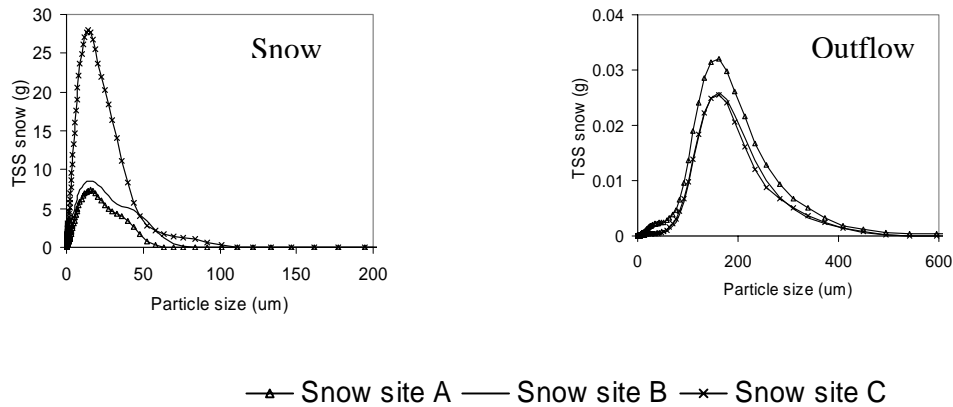 Snow
TSS snow (g)
30
25
20
15
10
5
0
0 50 100 150 200
Particle size (um)
Outflow
TSS snow (g)
0.04
0.03
0.02
0.01
0
0 200 400 600
Particle size (um)
Snow site A Snow site B Snow site C